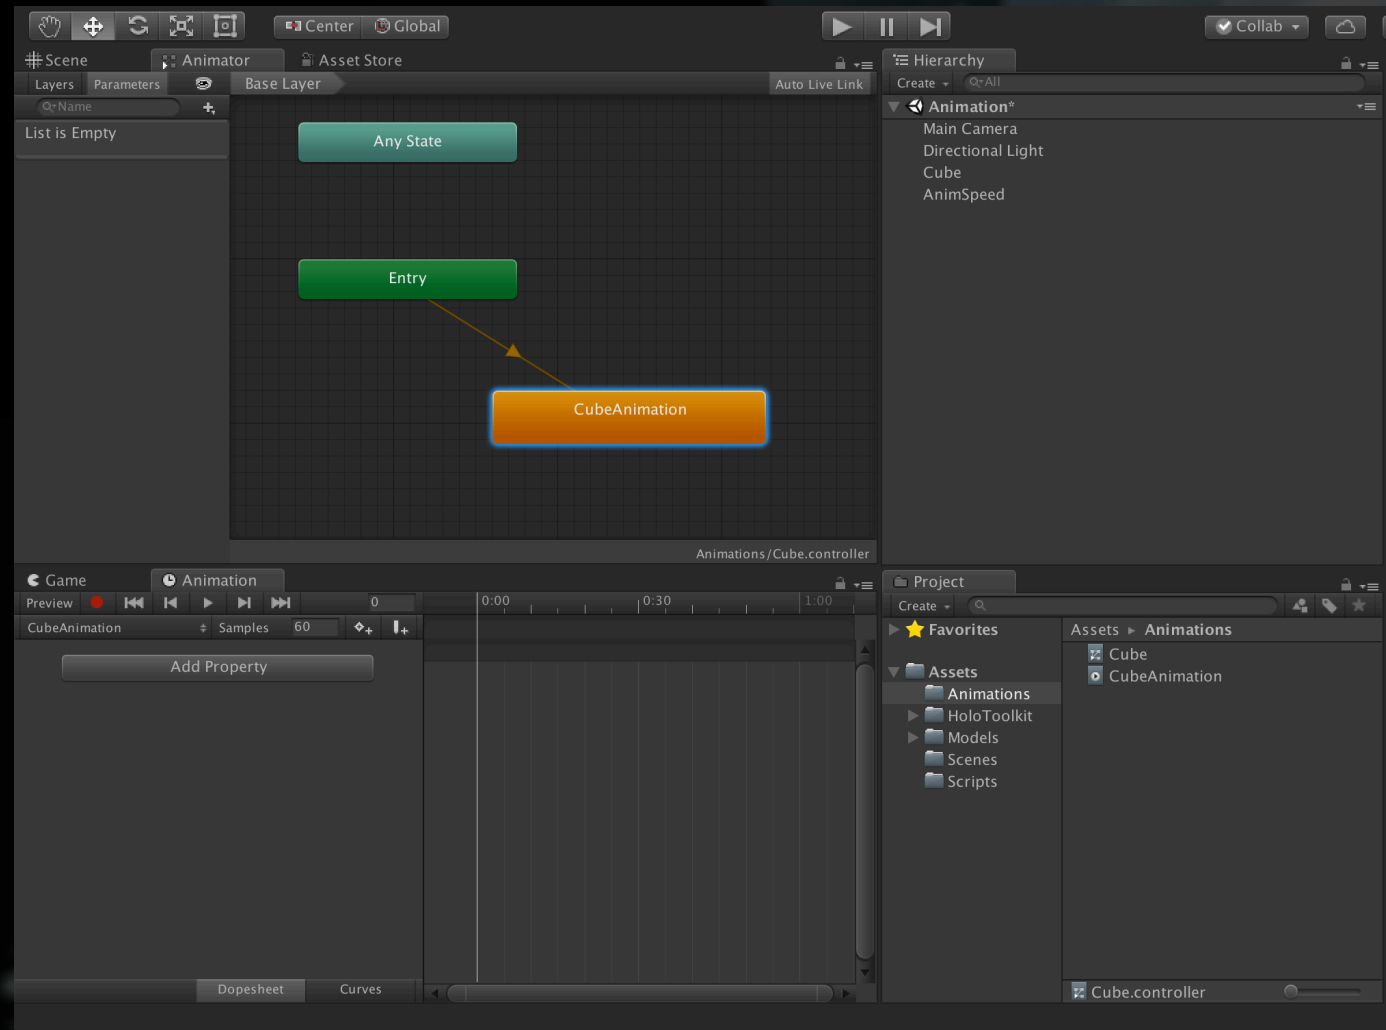 Center Global Collab
Scene Animator Asset Store
Layers Parameters Base Layer Auto Live Link
Name
List is Empty
Any State
Entry
CubeAnimation
Animations/Cube.controller
Hierarchy
Create All
Animation*
Main Camera
Directional Light
Cube
AnimSpeed
Game Animation
Preview 0 0:00 0:30 1:00
CubeAnimation Samples 60
Add Property
Dopesheet Curves
Project
Create
Favorites
Assets
Animations
HoloToolkit
Models
Scenes
Scripts
Assets ▸ Animations
Cube
CubeAnimation
Cube.controller